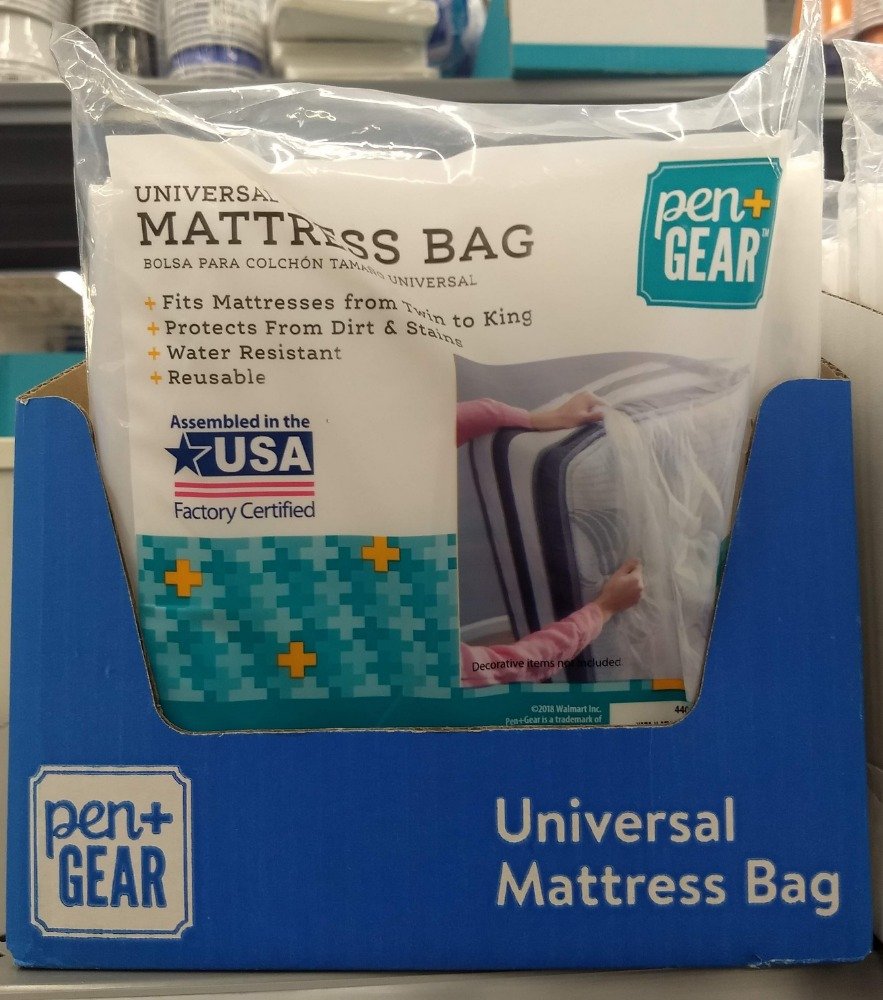 UNIVERSAL
MATTRESS BAG
BOLSA PARA COLCHÓN TAMAÑO UNIVERSAL
+ Fits Mattresses from Twin to King
+ Protects From Dirt & Stains
+ Water Resistant
+ Reusable
pen+
GEAR™
Assembled in the
USA
Factory Certified
Decorative items not included
©2018 Walmart Inc.
Pen+Gear is a trademark of
440
pen+
GEAR
Universal
Mattress Bag